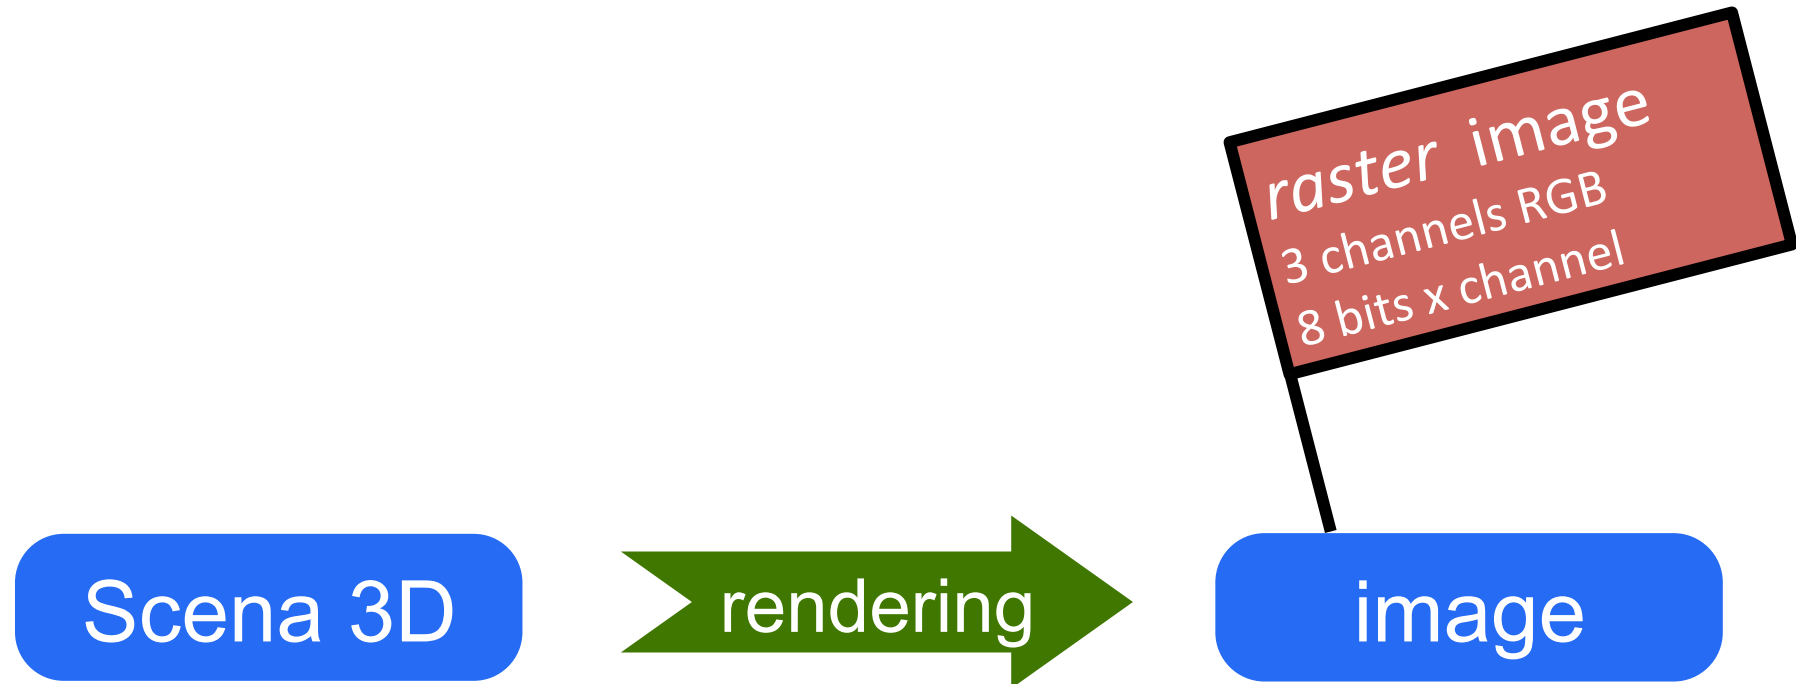 raster image
3 channels RGB
8 bits x channel
Scena 3D
rendering
image